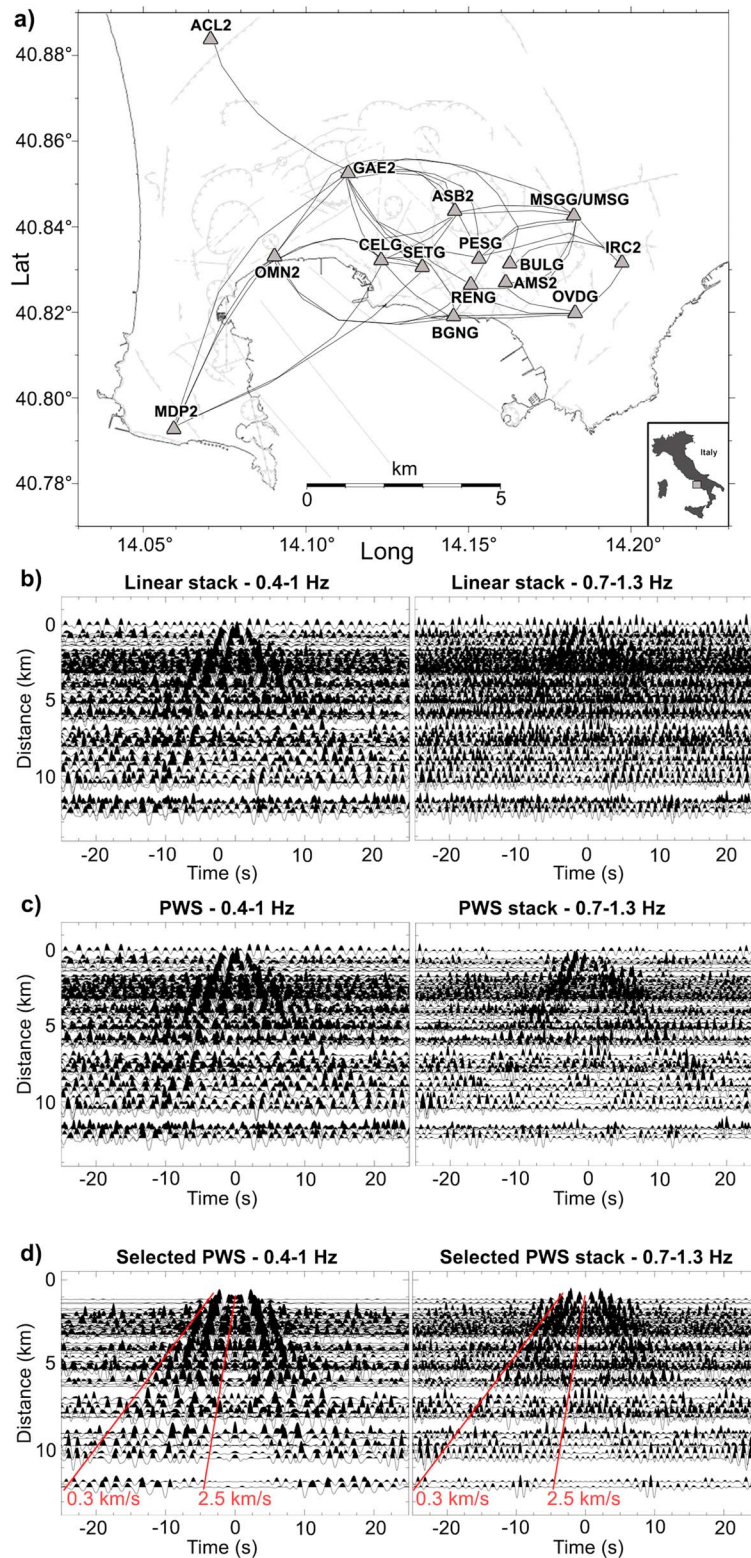 a)
ACL2
40.88°
40.86°
GAE2
ASB2
MSGG/UMSG
40.84°
CELG
SETG
PESG
IRC2
OMN2
BULG
Lat
RENG
AMS2
OVDG
40.82°
BGNG
40.80°
MDP2
km
Italy
40.78°
0
5
14.05°
14.10°
14.15°
14.20°
Long
b)
Linear stack - 0.4-1 Hz
Linear stack - 0.7-1.3 Hz
0
Distance (km)
5
10
-20 -10 0 10 20
-20 -10 0 10 20
Time (s)
Time (s)
c)
PWS - 0.4-1 Hz
PWS stack - 0.7-1.3 Hz
0
Distance (km)
5
10
-20 -10 0 10 20
-20 -10 0 10 20
Time (s)
Time (s)
d)
Selected PWS - 0.4-1 Hz
Selected PWS stack - 0.7-1.3 Hz
0
Distance (km)
5
10
0.3 km/s
2.5 km/s
0.3 km/s
2.5 km/s
-20 -10 0 10 20
-20 -10 0 10 20
Time (s)
Time (s)